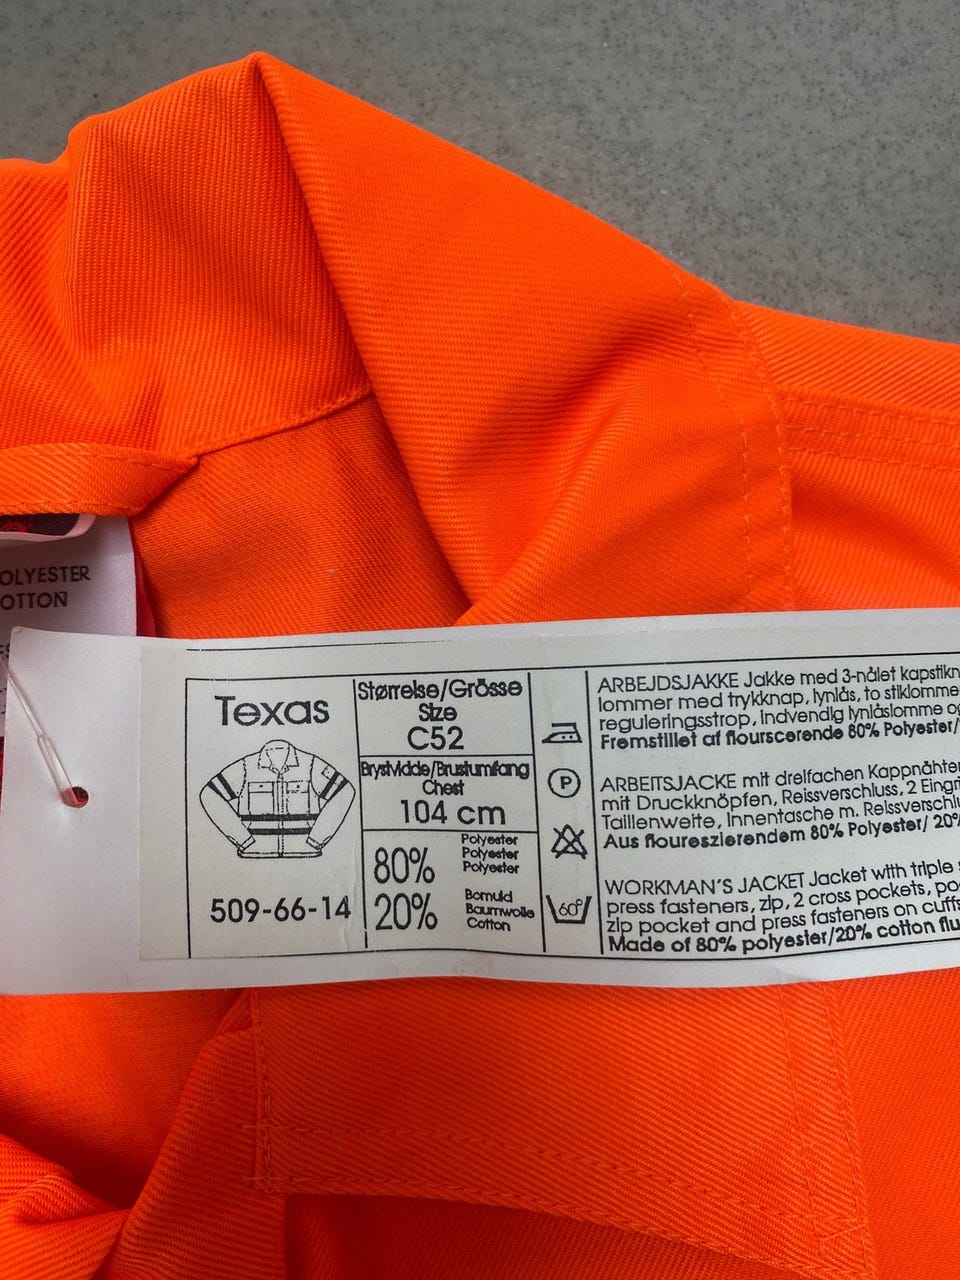 OLYESTER
OTTON
Texas
509-66-14
Størrelse/Grösse
Size
C52
Brystvidde/Brustumfang
Chest
104 cm
80%
Polyester
Polyester
Polyester
20%
Bomuld
Baumwolle
Cotton
P
60°
ARBEJDSJAKKE Jakke med 3-nålet kapstikn
lommer med trykknap, lynlås, to stiklomme
reguleringsstrop, indvendig lynlåslomme og
Fremstillet af flourscerende 80% Polyester/
ARBEITSJACKE mit dreifachen Kappnähte
mit Druckknöpfen, Reissverschluss, 2 Eingri
Taillenweite, Innentasche m. Reissverschlu
Aus floureszierendem 80% Polyester/ 20%
WORKMAN'S JACKET Jacket with triple
press fasteners, zip, 2 cross pockets, po
zip pocket and press fasteners on cuffs
Made of 80% polyester/20% cotton flu